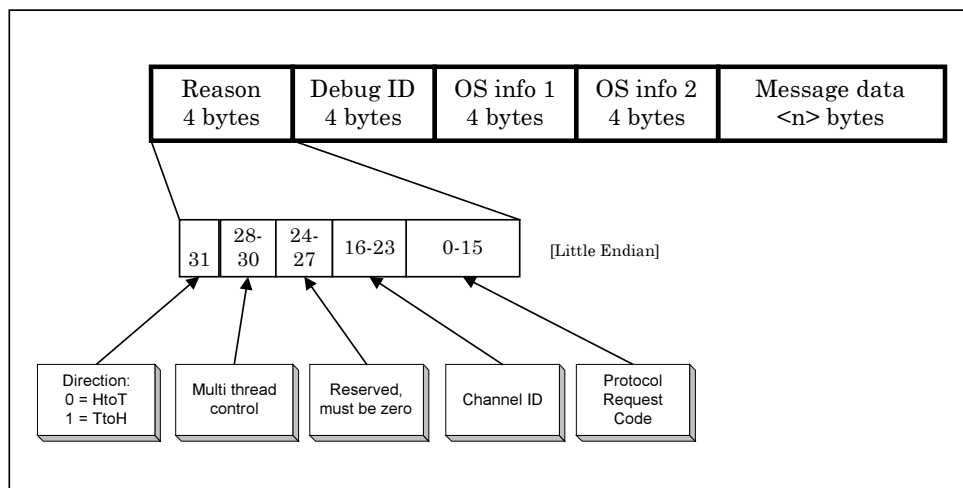 Reason
4 bytes
Debug ID
4 bytes
OS info 1
4 bytes
OS info 2
4 bytes
Message data
<n> bytes
31
28-
30
24-
27
16-23
0-15
[Little Endian]
Direction:
0 = HtoT
1 = TtoH
Multi thread
control
Reserved,
must be zero
Channel ID
Protocol
Request
Code